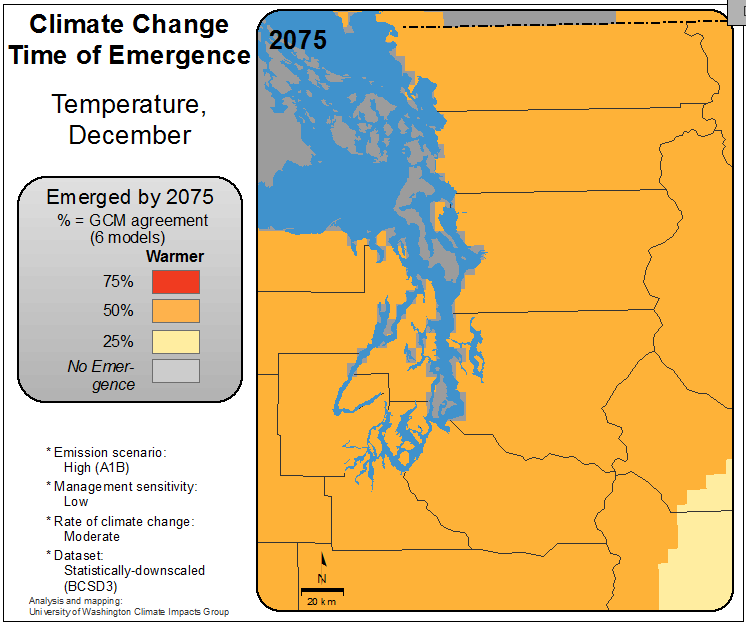 Climate Change
Time of Emergence
2075
Temperature,
December
Emerged by 2075
% = GCM agreement
(6 models)
Warmer
75%
50%
25%
No Emer-
gence
* Emission scenario:
High (A1B)
* Management sensitivity:
Low
* Rate of climate change:
Moderate
* Dataset:
Statistically-downscaled
(BCSD3)
Analysis and mapping:
University of Washington Climate Impacts Group
N
20 km